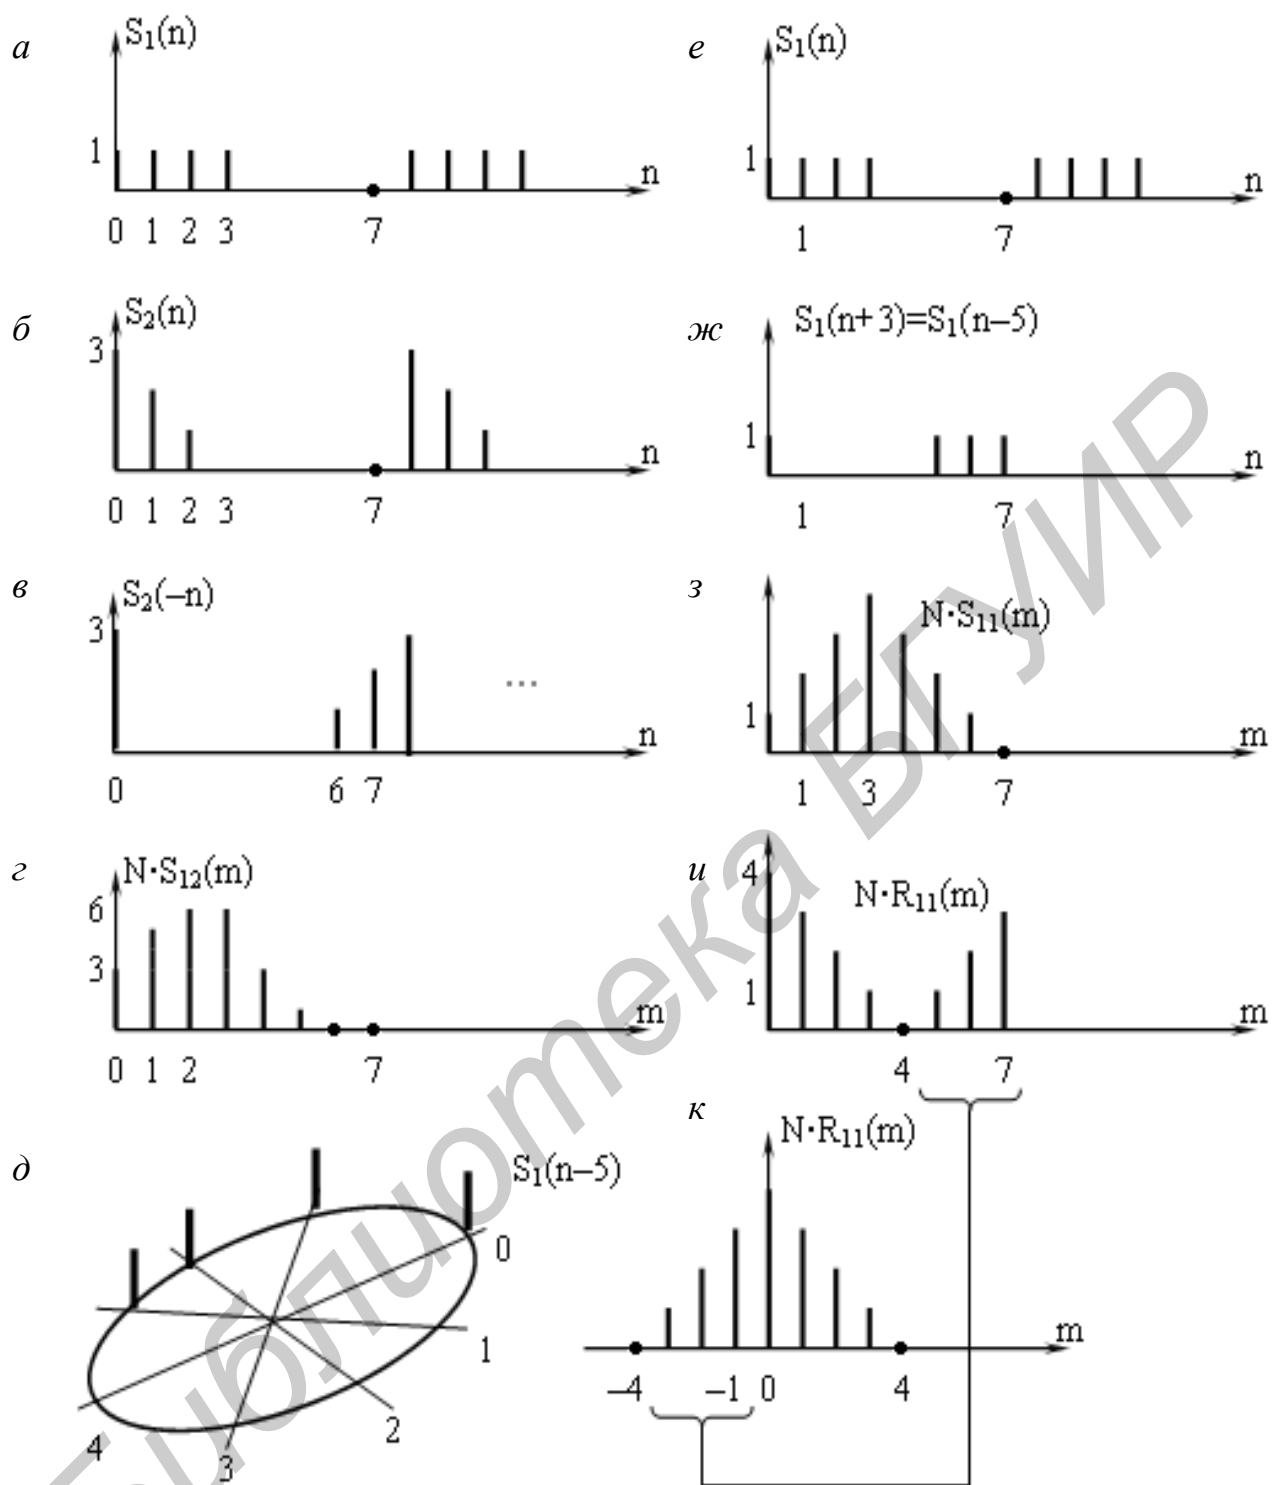 а
S₁(n)
1
n
0 1 2 3 7
б
S₂(n)
3
n
0 1 2 3 7
в
S₂(–n)
3
...
n
0 6 7
г
N·S₁₂(m)
6
3
m
0 1 2 7
д
S₁(n–5)
0
1
2
3
4
е
S₁(n)
1
n
1 7
ж
S₁(n+3)=S₁(n–5)
1
n
1 7
з
N·S₁₁(m)
1
m
1 3 7
и
4
N·R₁₁(m)
1
m
4 7
к
N·R₁₁(m)
m
–4 –1 0 4
Библиотека БГУИР